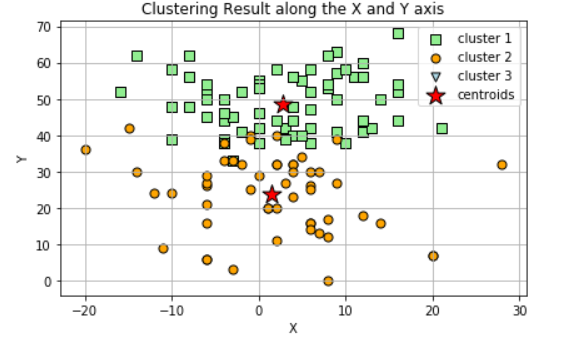 Clustering Result along the X and Y axis
70
60
50
40
30
20
10
0
Y
cluster 1
cluster 2
cluster 3
centroids
−20 −10 0 10 20 30
X